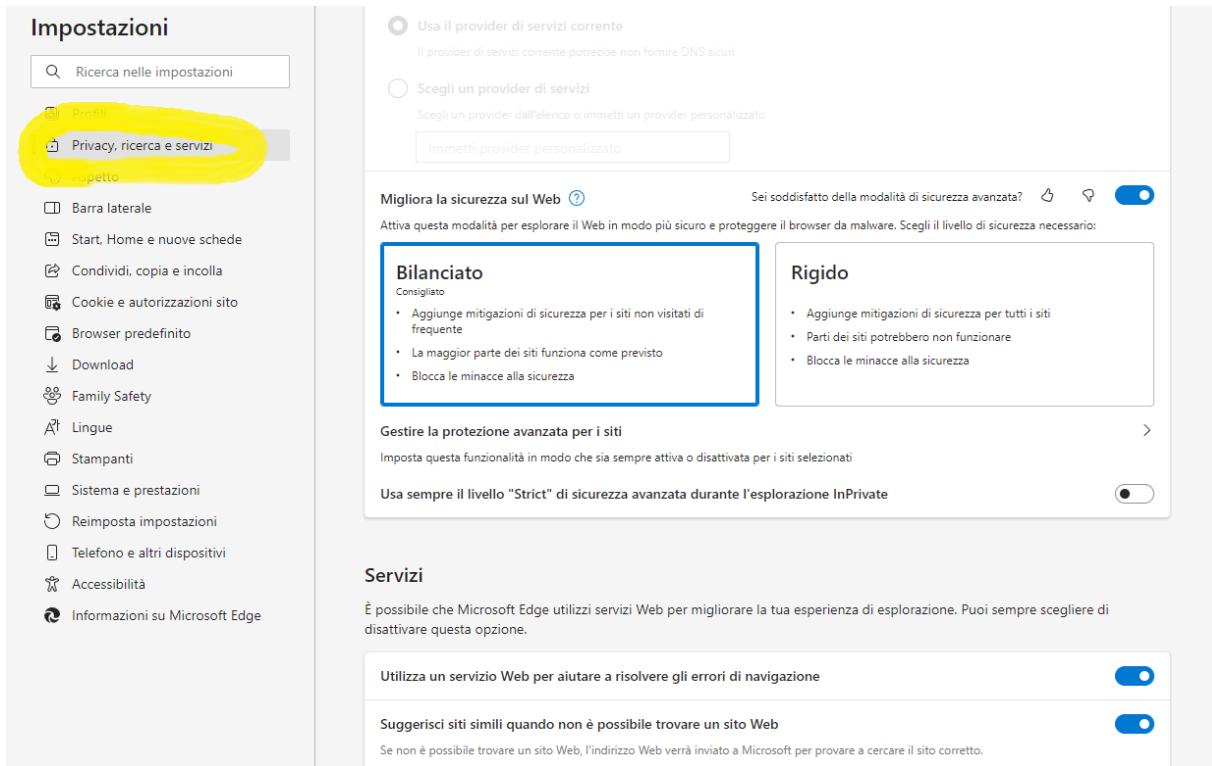 Impostazioni
Ricerca nelle impostazioni
Profili
Privacy, ricerca e servizi
Aspetto
Barra laterale
Start, Home e nuove schede
Condividi, copia e incolla
Cookie e autorizzazioni sito
Browser predefinito
Download
Family Safety
Lingue
Stampanti
Sistema e prestazioni
Reimposta impostazioni
Telefono e altri dispositivi
Accessibilità
Informazioni su Microsoft Edge
Usa il provider di servizi corrente
Il provider di servizi corrente potrebbe non fornire DNS sicuri
Scegli un provider di servizi
Scegli un provider dall'elenco o immetti un provider personalizzato
Immetti provider personalizzato
Migliora la sicurezza sul Web
Sei soddisfatto della modalità di sicurezza avanzata?
Attiva questa modalità per esplorare il Web in modo più sicuro e proteggere il browser da malware. Scegli il livello di sicurezza necessario:
Bilanciato
Consigliato
• Aggiunge mitigazioni di sicurezza per i siti non visitati di
frequente
• La maggior parte dei siti funziona come previsto
• Blocca le minacce alla sicurezza
Rigido
• Aggiunge mitigazioni di sicurezza per tutti i siti
• Parti dei siti potrebbero non funzionare
• Blocca le minacce alla sicurezza
Gestire la protezione avanzata per i siti
Imposta questa funzionalità in modo che sia sempre attiva o disattivata per i siti selezionati
Usa sempre il livello "Strict" di sicurezza avanzata durante l'esplorazione InPrivate
Servizi
È possibile che Microsoft Edge utilizzi servizi Web per migliorare la tua esperienza di esplorazione. Puoi sempre scegliere di
disattivare questa opzione.
Utilizza un servizio Web per aiutare a risolvere gli errori di navigazione
Suggerisci siti simili quando non è possibile trovare un sito Web
Se non è possibile trovare un sito Web, l'indirizzo Web verrà inviato a Microsoft per provare a cercare il sito corretto.